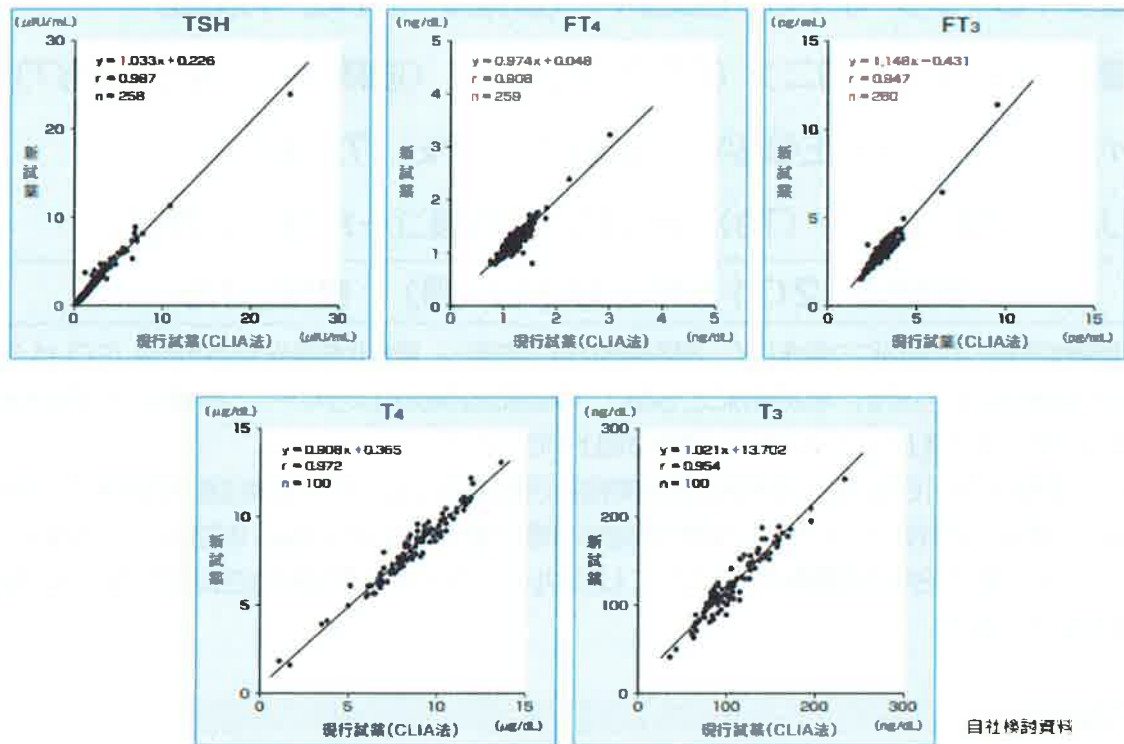 (μIU/mL)
TSH
30
y=1.033x+0.226
r=0.987
n=258
20
新試薬
10
0
0
10
20
30
現行試薬(CLIA法)
(μIU/mL)
(ng/dL)
FT4
5
y=0.974x+0.048
r=0.908
n=259
4
3
新試薬
2
1
0
0
1
2
3
4
5
現行試薬(CLIA法)
(ng/dL)
(pg/mL)
FT3
15
y=1.148x−0.431
r=0.947
n=260
10
新試薬
5
0
0
5
10
15
現行試薬(CLIA法)
(pg/mL)
(μg/dL)
T4
15
y=0.908x+0.365
r=0.972
n=100
10
新試薬
5
0
0
5
10
15
現行試薬(CLIA法)
(μg/dL)
(ng/dL)
T3
300
y=1.021x+13.702
r=0.954
n=100
200
新試薬
100
0
0
100
200
300
現行試薬(CLIA法)
(ng/dL)
自社検討資料